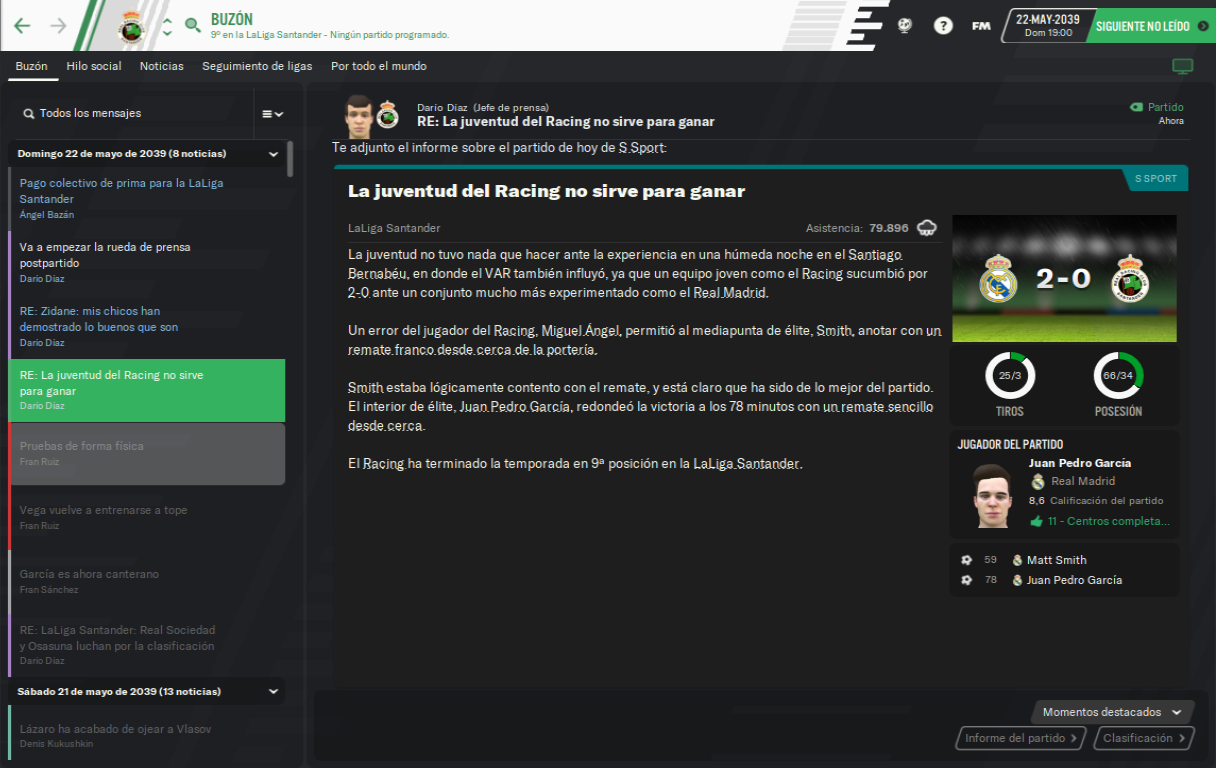 BUZÓN
9º en la LaLiga Santander - Ningún partido programado.
?
FM
22-MAY-2039
Dom 19:00
SIGUIENTE NO LEÍDO
Buzón Hilo social Noticias Seguimiento de ligas Por todo el mundo
Todos los mensajes
Domingo 22 de mayo de 2039 (8 noticias)
Pago colectivo de prima para la LaLiga
Santander
Ángel Bazán
Va a empezar la rueda de prensa
postpartido
Darío Díaz
RE: Zidane: mis chicos han
demostrado lo buenos que son
Darío Díaz
RE: La juventud del Racing no sirve
para ganar
Darío Díaz
Pruebas de forma física
Fran Ruiz
Vega vuelve a entrenarse a tope
Fran Ruiz
García es ahora canterano
Fran Sánchez
RE: LaLiga Santander: Real Sociedad
y Osasuna luchan por la clasificación
Darío Díaz
Sábado 21 de mayo de 2039 (13 noticias)
Lázaro ha acabado de ojear a Vlasov
Denis Kukushkin
Darío Díaz (Jefe de prensa)
RE: La juventud del Racing no sirve para ganar
Partido
Ahora
Te adjunto el informe sobre el partido de hoy de S.Sport:
S SPORT
La juventud del Racing no sirve para ganar
LaLiga Santander
Asistencia: 79.896
La juventud no tuvo nada que hacer ante la experiencia en una húmeda noche en el Santiago
Bernabéu, en donde el VAR también influyó, ya que un equipo joven como el Racing sucumbió por
2-0 ante un conjunto mucho más experimentado como el Real Madrid.
Un error del jugador del Racing, Miguel Ángel, permitió al mediapunta de élite, Smith, anotar con un
remate franco desde cerca de la portería.
Smith estaba lógicamente contento con el remate, y está claro que ha sido de lo mejor del partido.
El interior de élite, Juan Pedro García, redondeó la victoria a los 78 minutos con un remate sencillo
desde cerca.
El Racing ha terminado la temporada en 9ª posición en la LaLiga Santander.
2-0
25/3
66/34
TIROS
POSESIÓN
JUGADOR DEL PARTIDO
Juan Pedro García
Real Madrid
8,6 Calificación del partido
11 - Centros completa...
59 Matt Smith
78 Juan Pedro García
Momentos destacados
Informe del partido
Clasificación